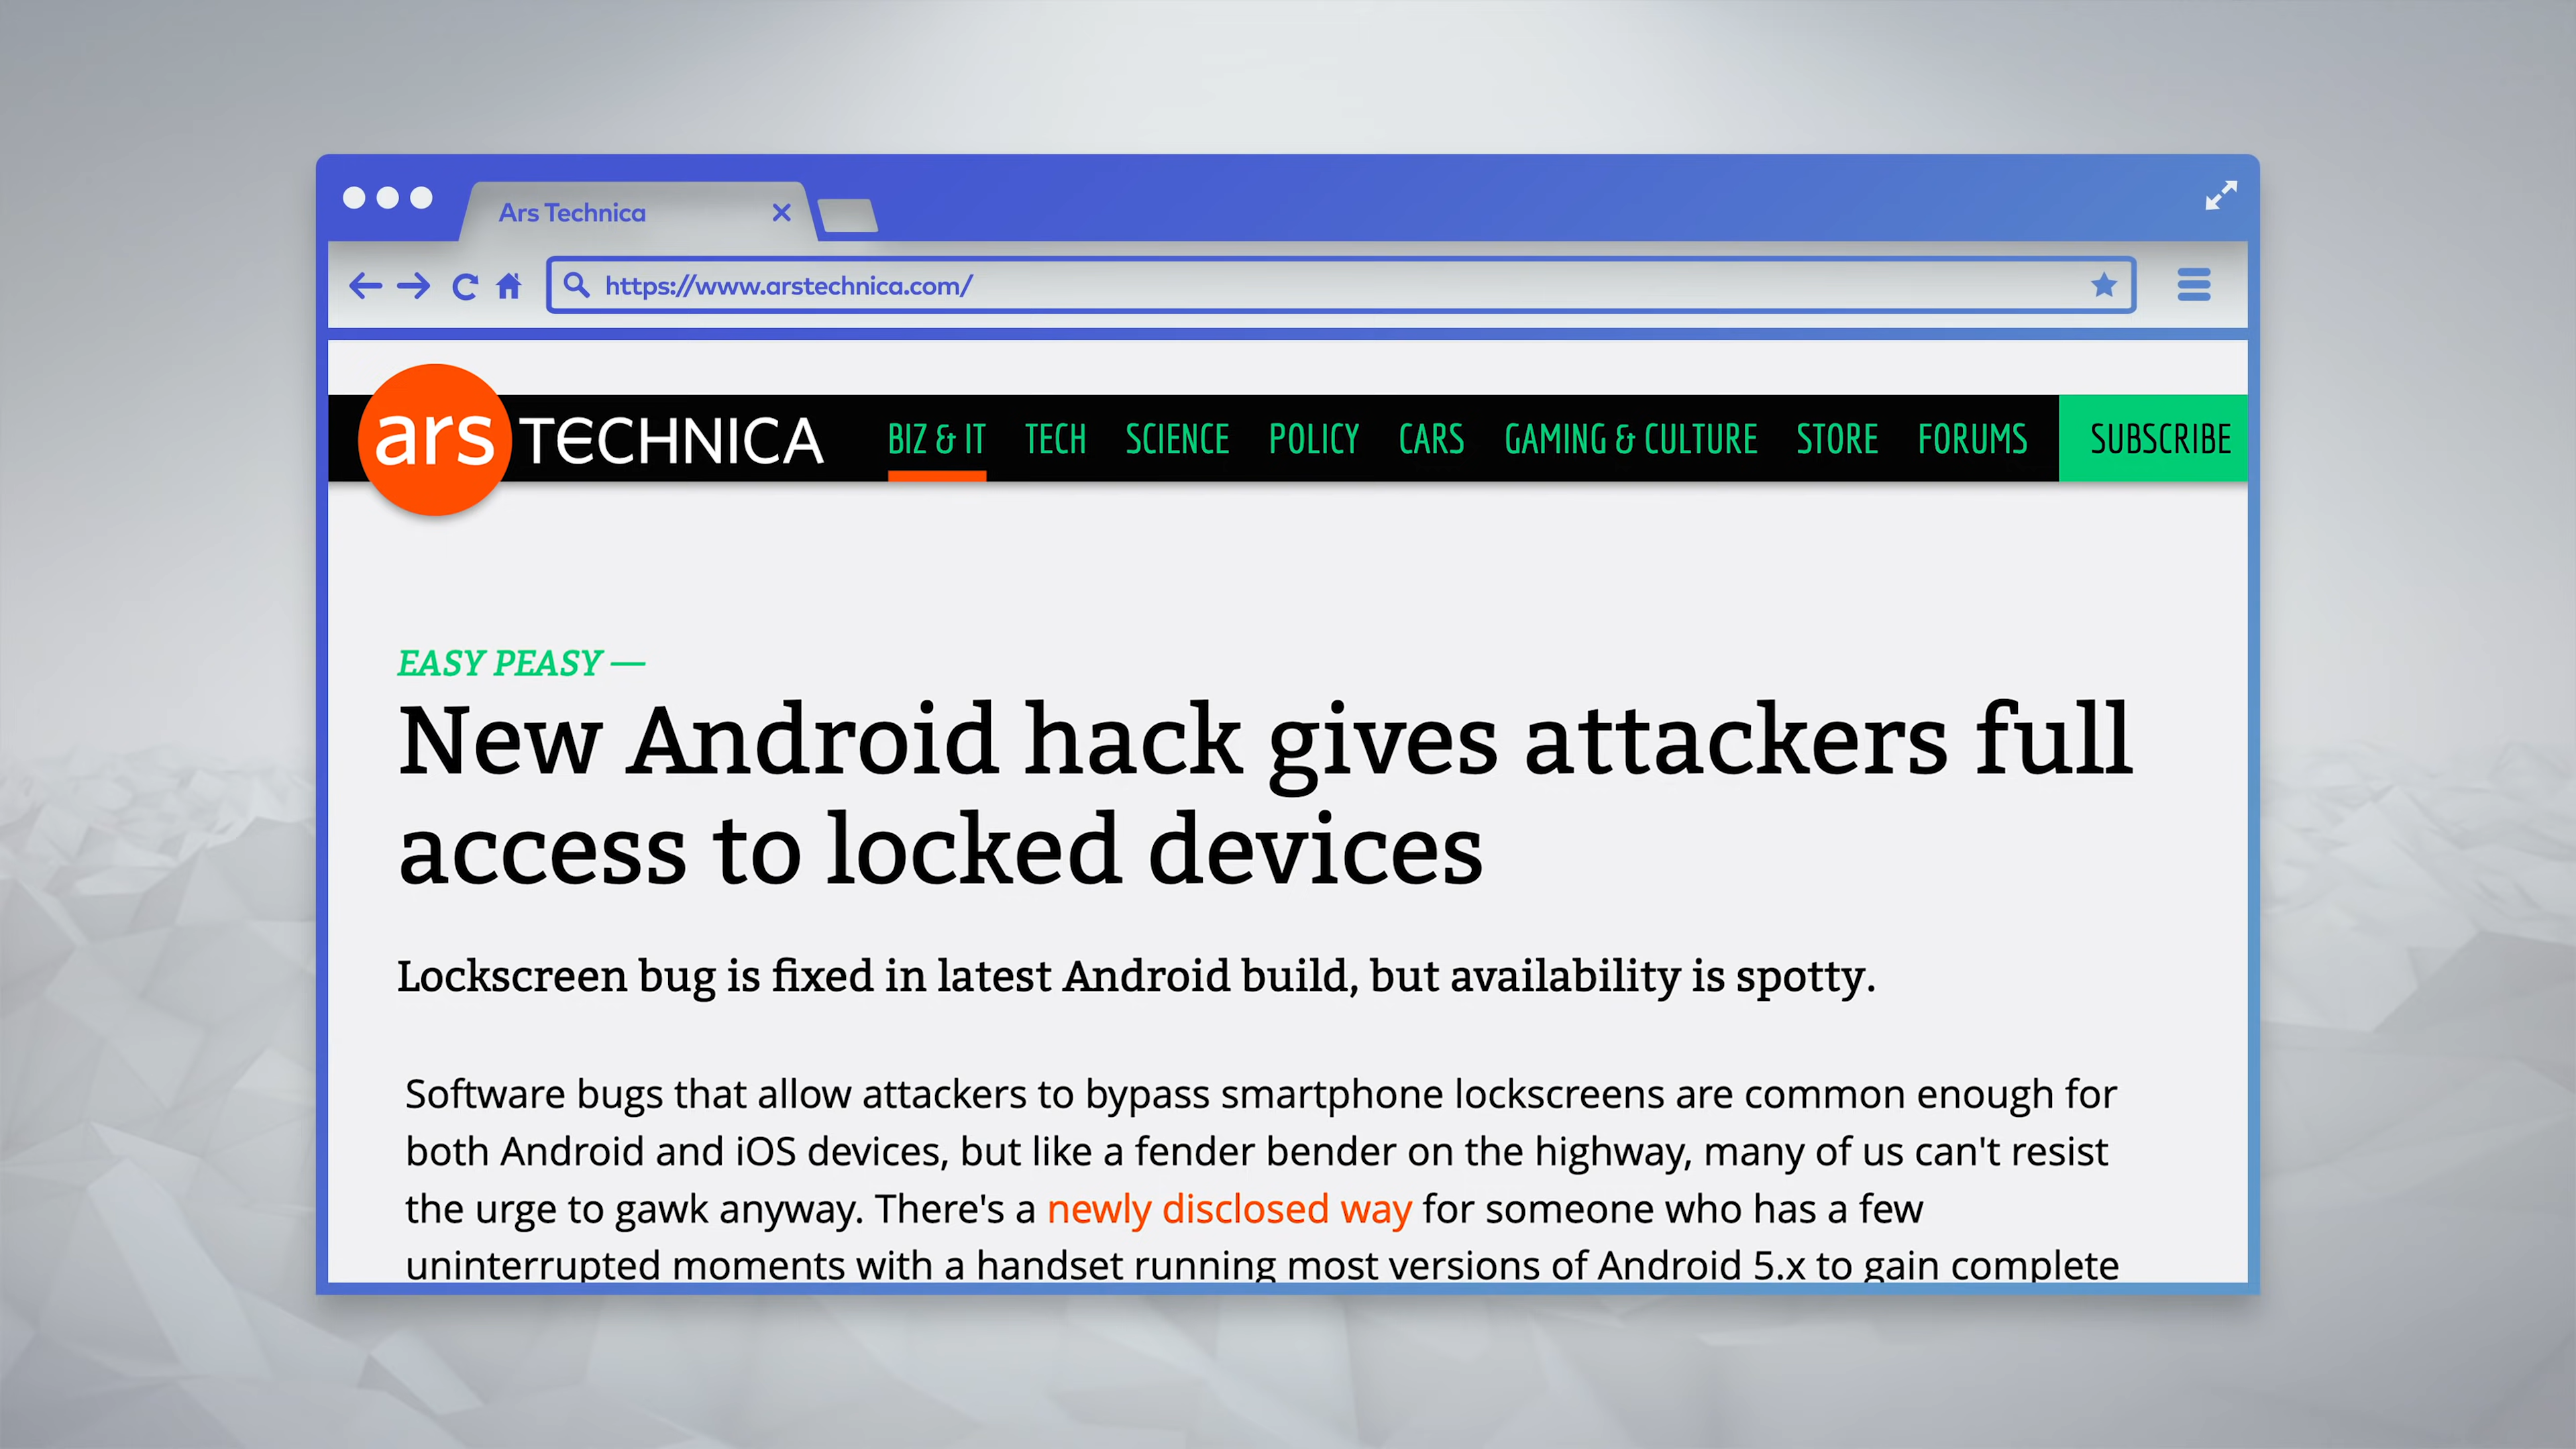 Ars Technica
https://www.arstechnica.com/
ars TECHNICA BIZ & IT TECH SCIENCE POLICY CARS GAMING & CULTURE STORE FORUMS SUBSCRIBE
EASY PEASY —
New Android hack gives attackers full
access to locked devices
Lockscreen bug is fixed in latest Android build, but availability is spotty.
Software bugs that allow attackers to bypass smartphone lockscreens are common enough for
both Android and iOS devices, but like a fender bender on the highway, many of us can't resist
the urge to gawk anyway. There's a newly disclosed way for someone who has a few
uninterrupted moments with a handset running most versions of Android 5.x to gain complete